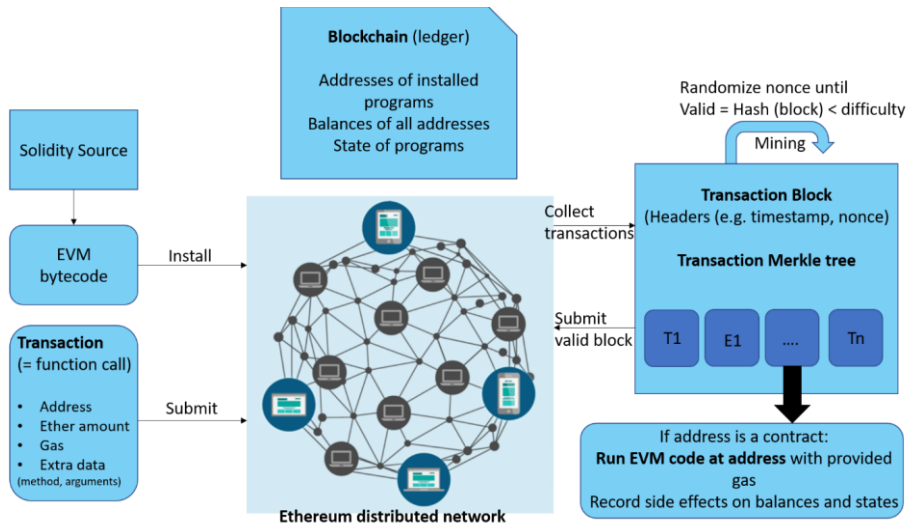 Blockchain (ledger)
Addresses of installed
programs
Balances of all addresses
State of programs
Randomize nonce until
Valid = Hash (block) < difficulty
Mining
Solidity Source
EVM
bytecode
Install
Transaction
(= function call)
• Address
• Ether amount
• Gas
• Extra data
(method, arguments)
Submit
Ethereum distributed network
Collect
transactions
Submit
valid block
Transaction Block
(Headers (e.g. timestamp, nonce)
Transaction Merkle tree
T1
E1
....
Tn
If address is a contract:
Run EVM code at address with provided
gas
Record side effects on balances and states